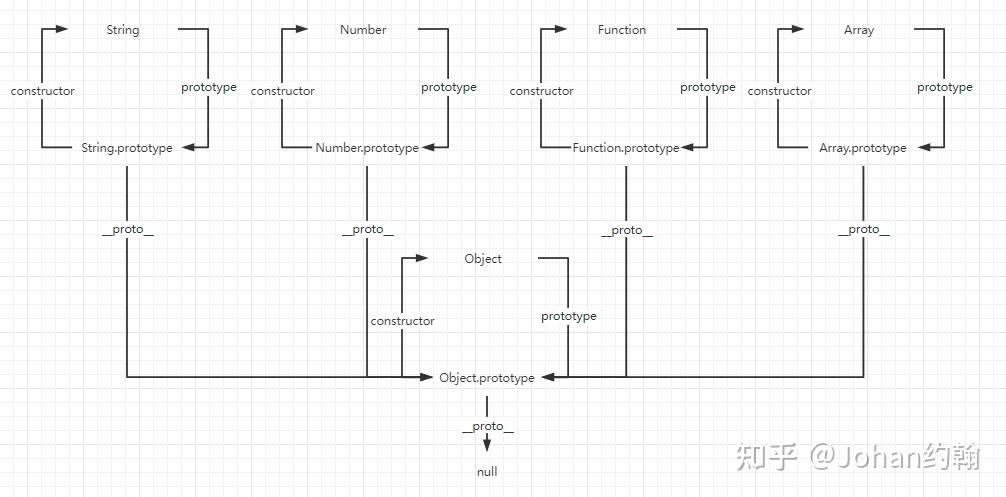 String
Number
Function
Array
constructor
prototype
constructor
prototype
constructor
prototype
constructor
prototype
String.prototype
Number.prototype
Function.prototype
Array.prototype
__proto__
__proto__
__proto__
__proto__
Object
constructor
prototype
Object.prototype
__proto__
null
知乎 @Johan约翰